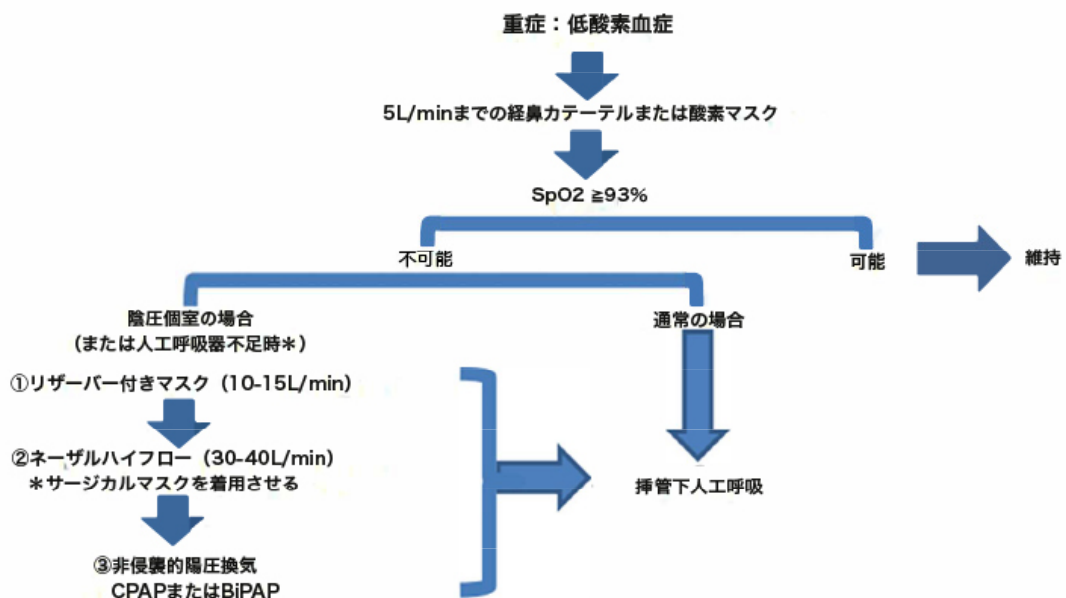 重症：低酸素血症
5L/minまでの経鼻カテーテルまたは酸素マスク
SpO2 ≧93%
不可能
可能
維持
陰圧個室の場合
（または人工呼吸器不足時＊）
通常の場合
①リザーバー付きマスク（10-15L/min）
②ネーザルハイフロー（30-40L/min）
＊サージカルマスクを着用させる
挿管下人工呼吸
③非侵襲的陽圧換気
CPAPまたはBiPAP